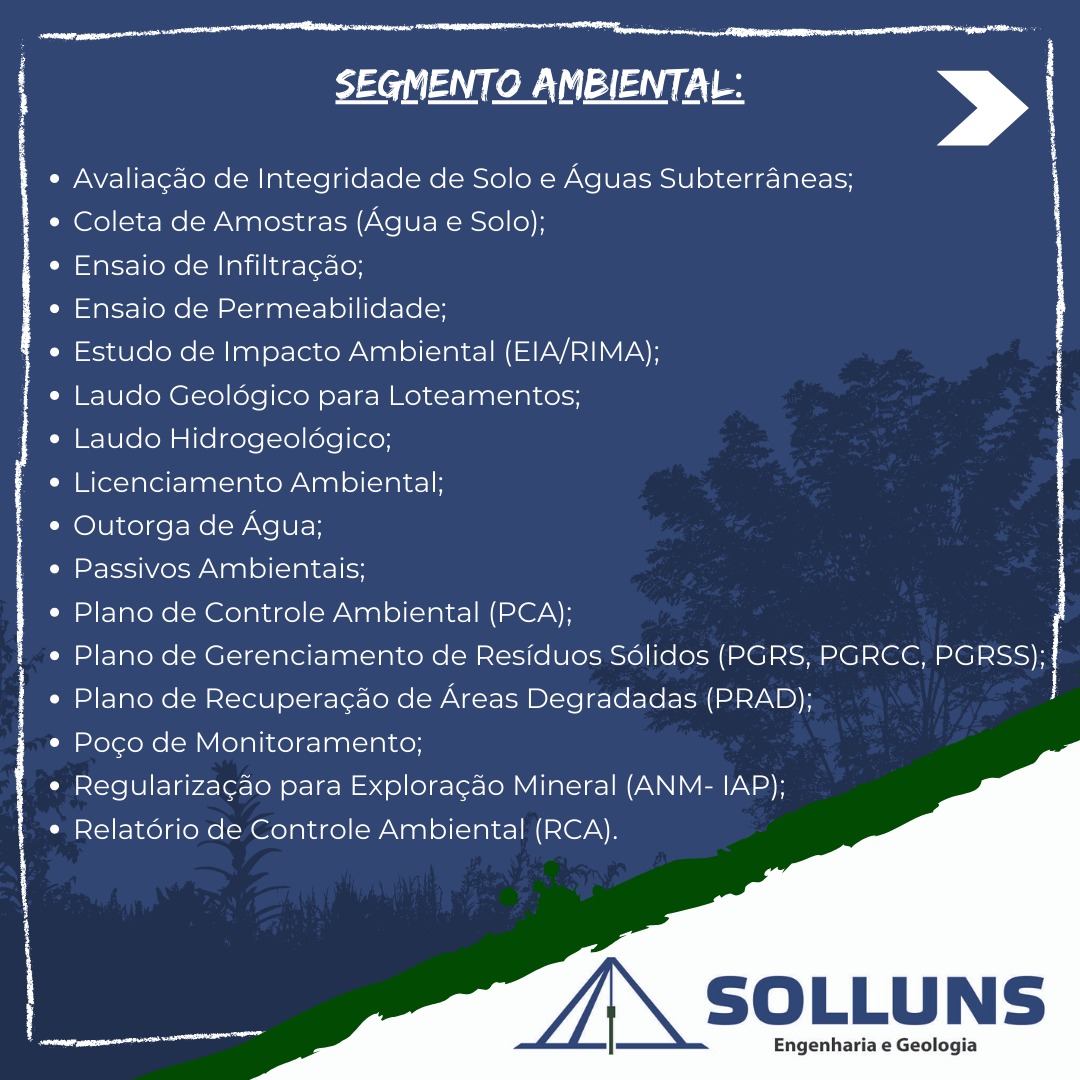 SEGMENTO AMBIENTAL:
• Avaliação de Integridade de Solo e Águas Subterrâneas;
• Coleta de Amostras (Água e Solo);
• Ensaio de Infiltração;
• Ensaio de Permeabilidade;
• Estudo de Impacto Ambiental (EIA/RIMA);
• Laudo Geológico para Loteamentos;
• Laudo Hidrogeológico;
• Licenciamento Ambiental;
• Outorga de Água;
• Passivos Ambientais;
• Plano de Controle Ambiental (PCA);
• Plano de Gerenciamento de Resíduos Sólidos (PGRS, PGRCC, PGRSS);
• Plano de Recuperação de Áreas Degradadas (PRAD);
• Poço de Monitoramento;
• Regularização para Exploração Mineral (ANM- IAP);
• Relatório de Controle Ambiental (RCA).
SOLLUNS
Engenharia e Geologia